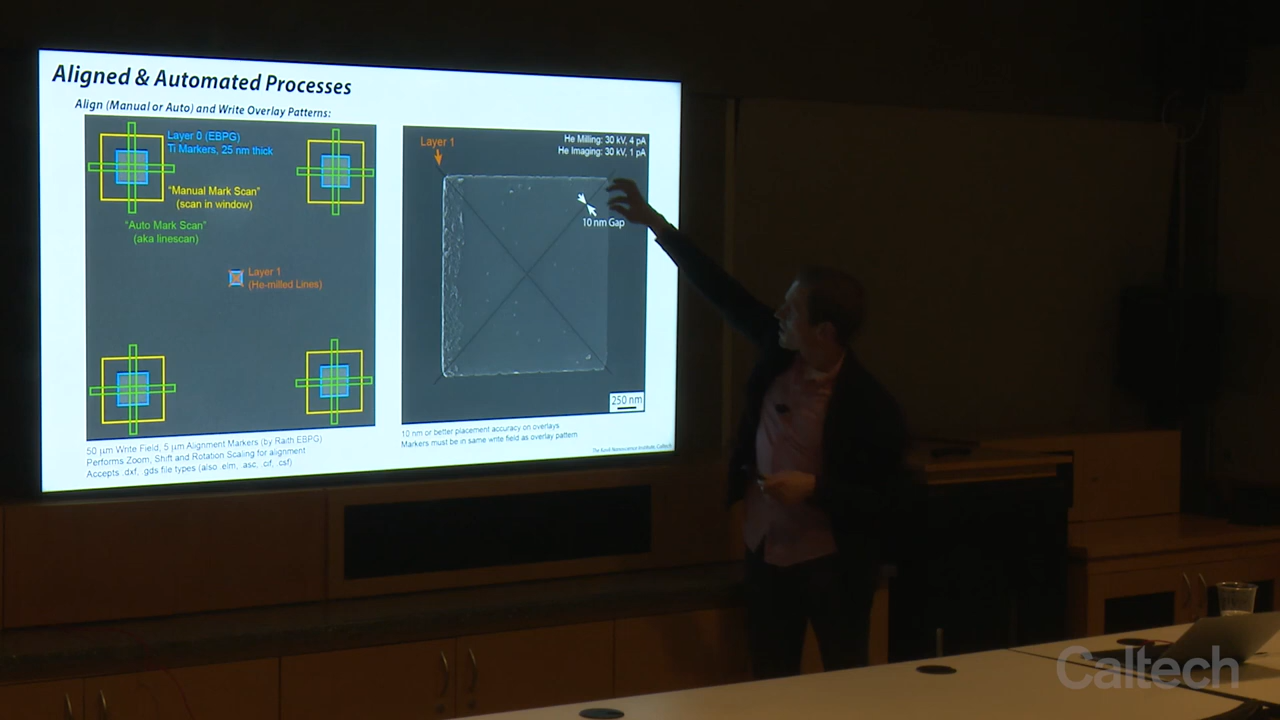 Aligned & Automated Processes
Align (Manual or Auto) and Write Overlay Patterns:
Layer 0 (EBPG)
Ti Markers, 25 nm thick
"Manual Mark Scan"
(scan in window)
"Auto Mark Scan"
(aka linescan)
Layer 1
(He-milled Lines)
50 µm Write Field, 5 µm Alignment Markers (by Raith EBPG)
Performs Zoom, Shift and Rotation Scaling for alignment
Accepts .dxf, .gds file types (also .elm, .asc, .cif, .csf)
Layer 1
He Milling: 30 kV, 4 pA
He Imaging: 30 kV, 1 pA
10 nm Gap
250 nm
10 nm or better placement accuracy on overlays
Markers must be in same write field as overlay pattern
The Kavli Nanoscience Institute, Caltech
Caltech